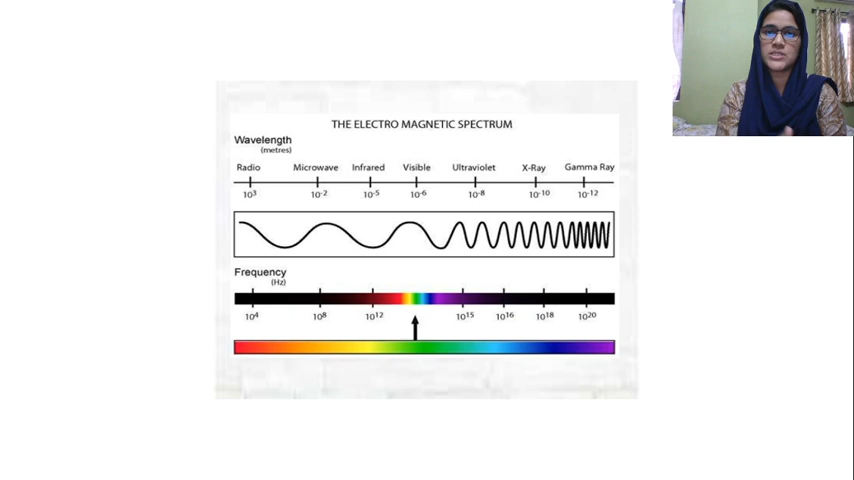 THE ELECTRO MAGNETIC SPECTRUM
Wavelength
(metres)
Radio Microwave Infrared Visible Ultraviolet X-Ray Gamma Ray
10³ 10⁻² 10⁻⁵ 10⁻⁶ 10⁻⁸ 10⁻¹⁰ 10⁻¹²
Frequency
(Hz)
10⁴ 10⁸ 10¹² 10¹⁵ 10¹⁶ 10¹⁸ 10²⁰